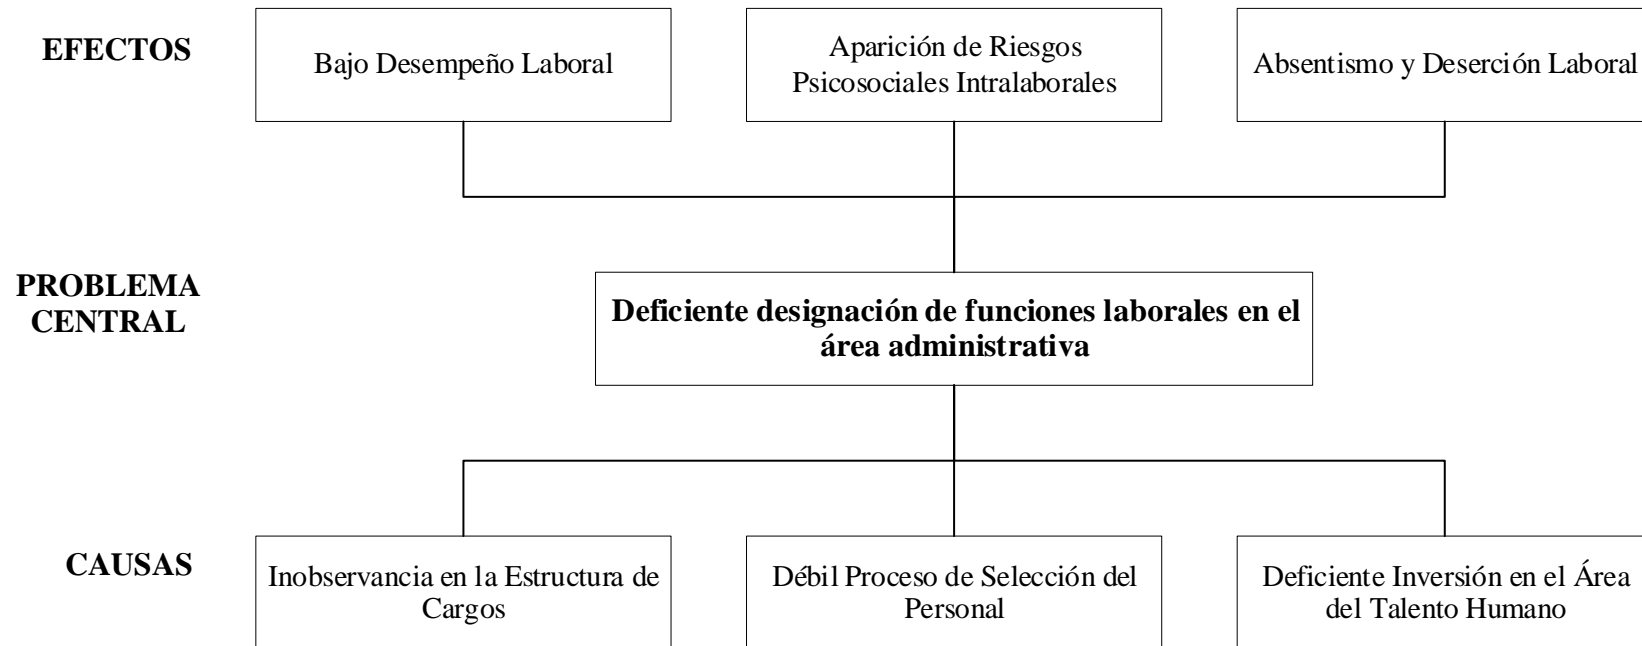 EFECTOS
Bajo Desempeño Laboral
Aparición de Riesgos
Psicosociales Intralaborales
Absentismo y Deserción Laboral
PROBLEMA
CENTRAL
Deficiente designación de funciones laborales en el
área administrativa
CAUSAS
Inobservancia en la Estructura de
Cargos
Débil Proceso de Selección del
Personal
Deficiente Inversión en el Área
del Talento Humano